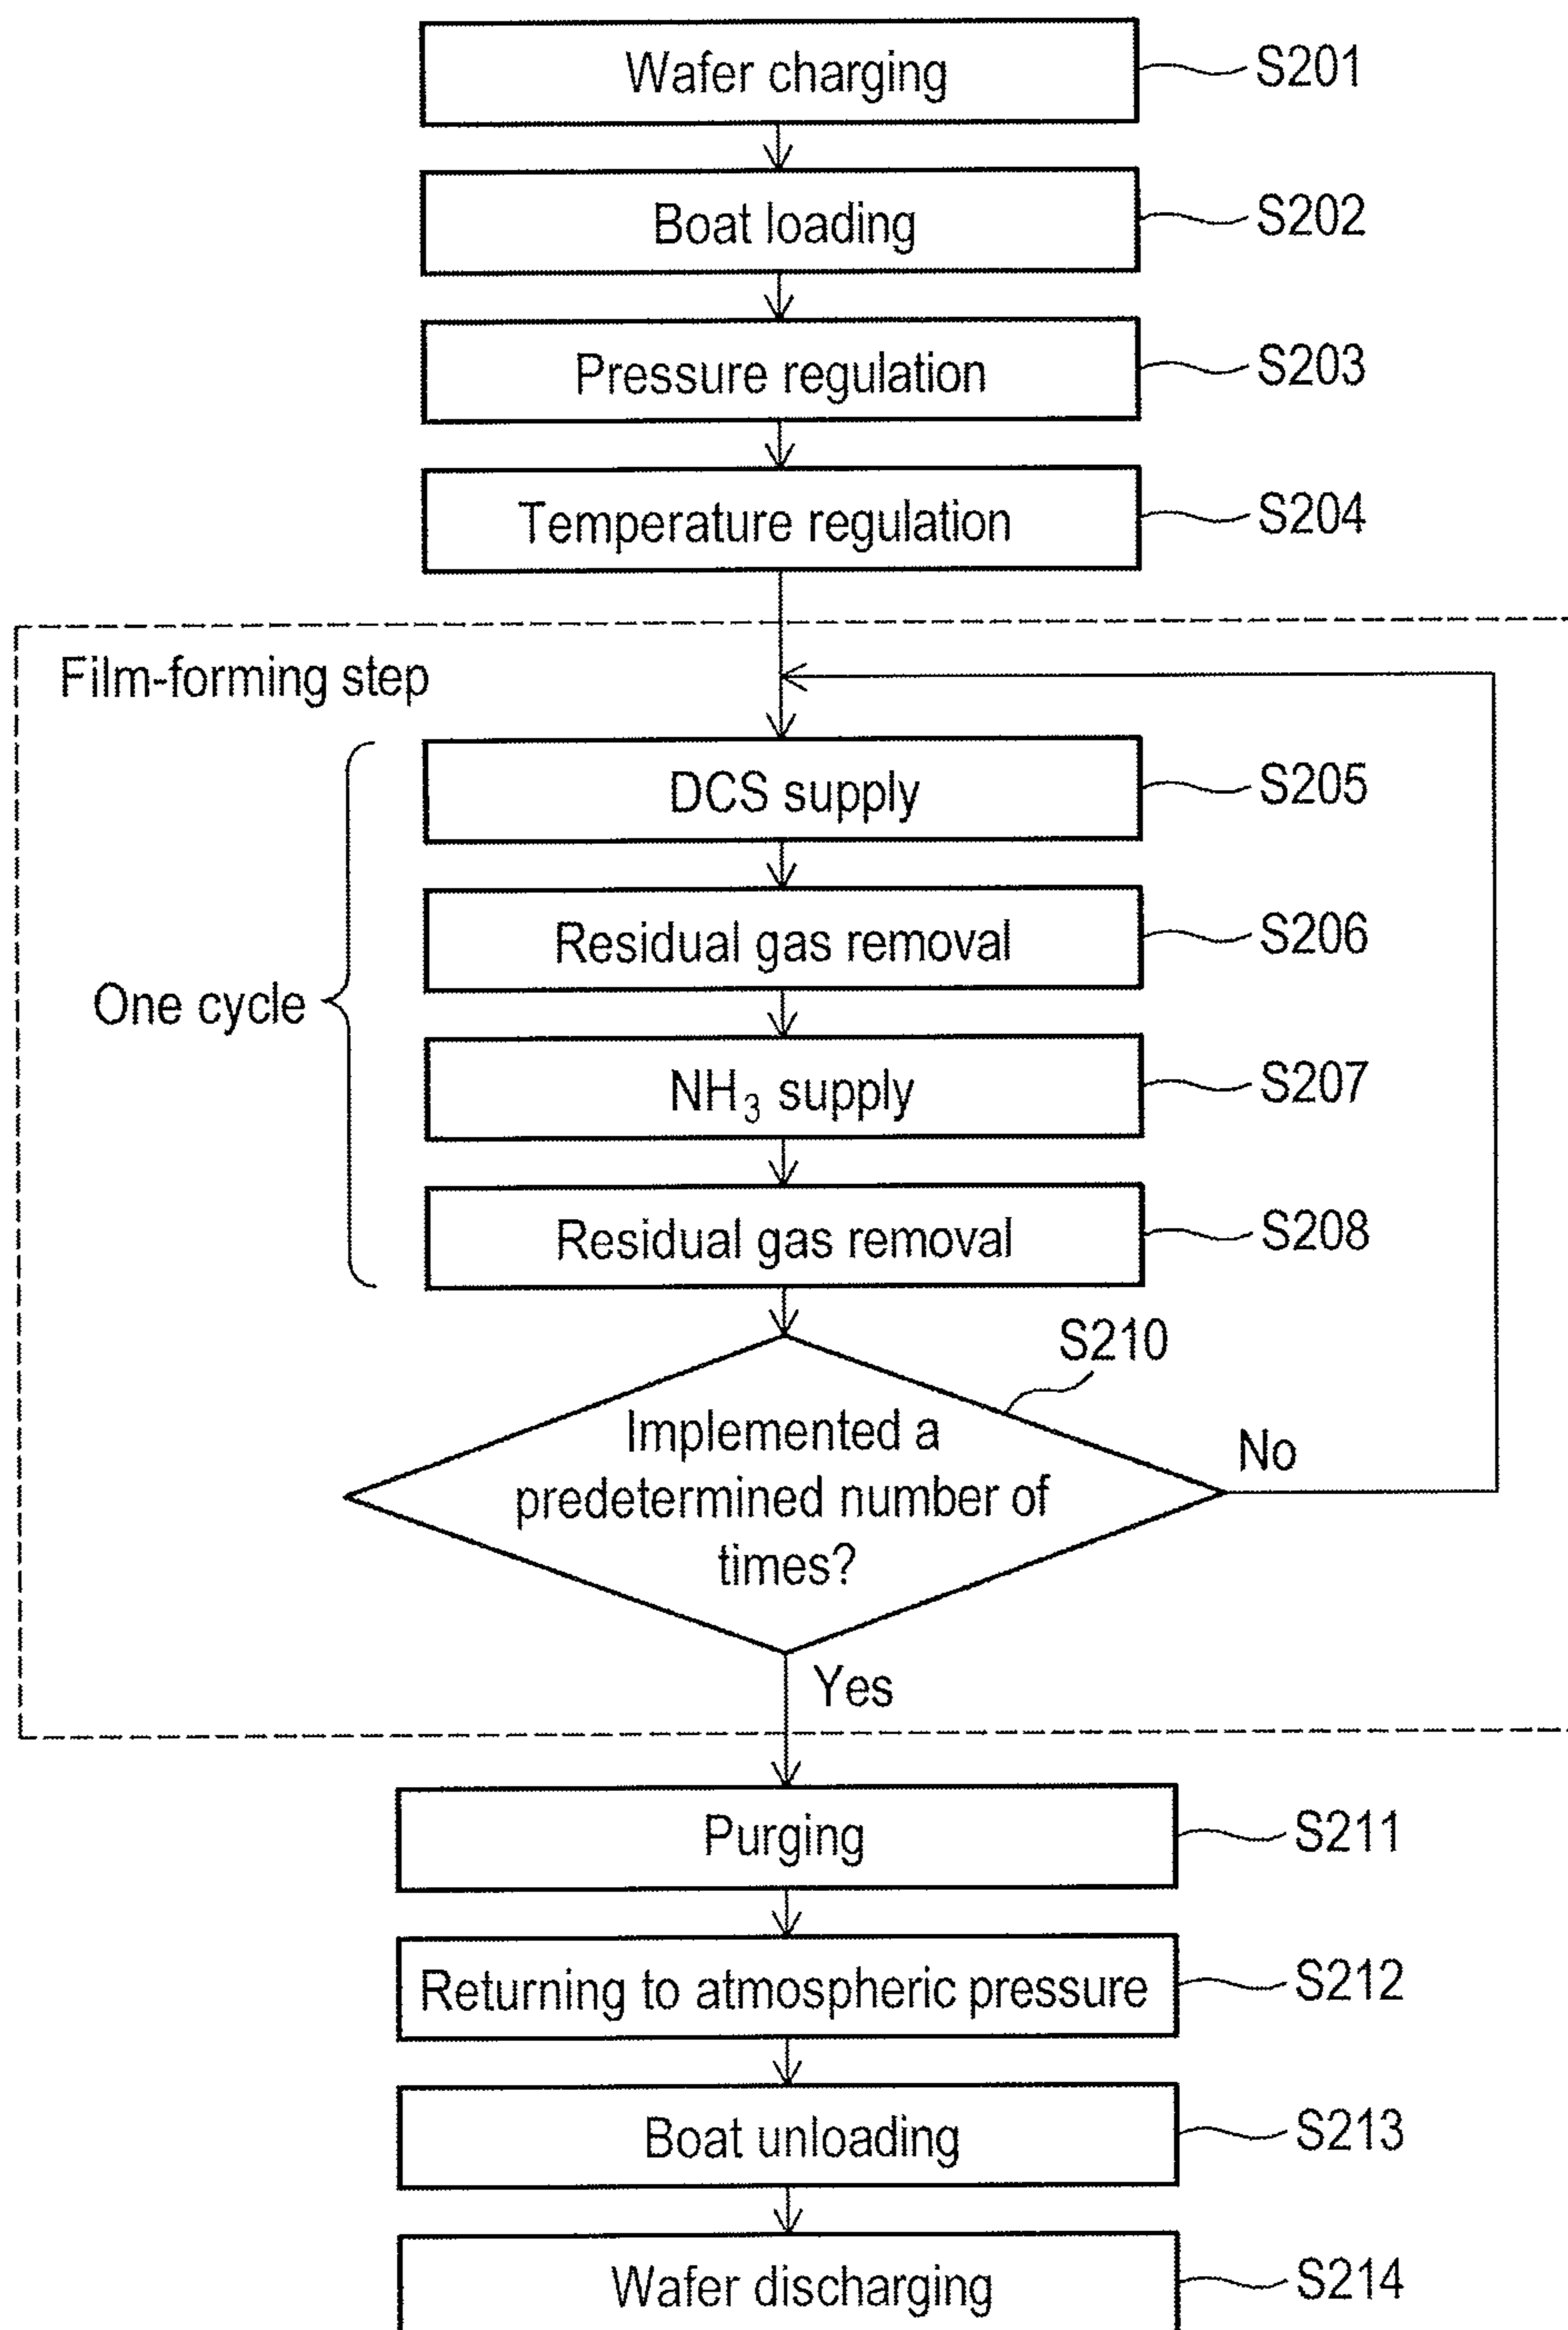 Wafer charging
S201
Boat loading
S202
Pressure regulation
S203
Temperature regulation
S204
Film-forming step
DCS supply
S205
Residual gas removal
S206
One cycle
NH₃ supply
S207
Residual gas removal
S208
S210
Implemented a
predetermined number of
times?
No
Yes
Purging
S211
Returning to atmospheric pressure
S212
Boat unloading
S213
Wafer discharging
S214